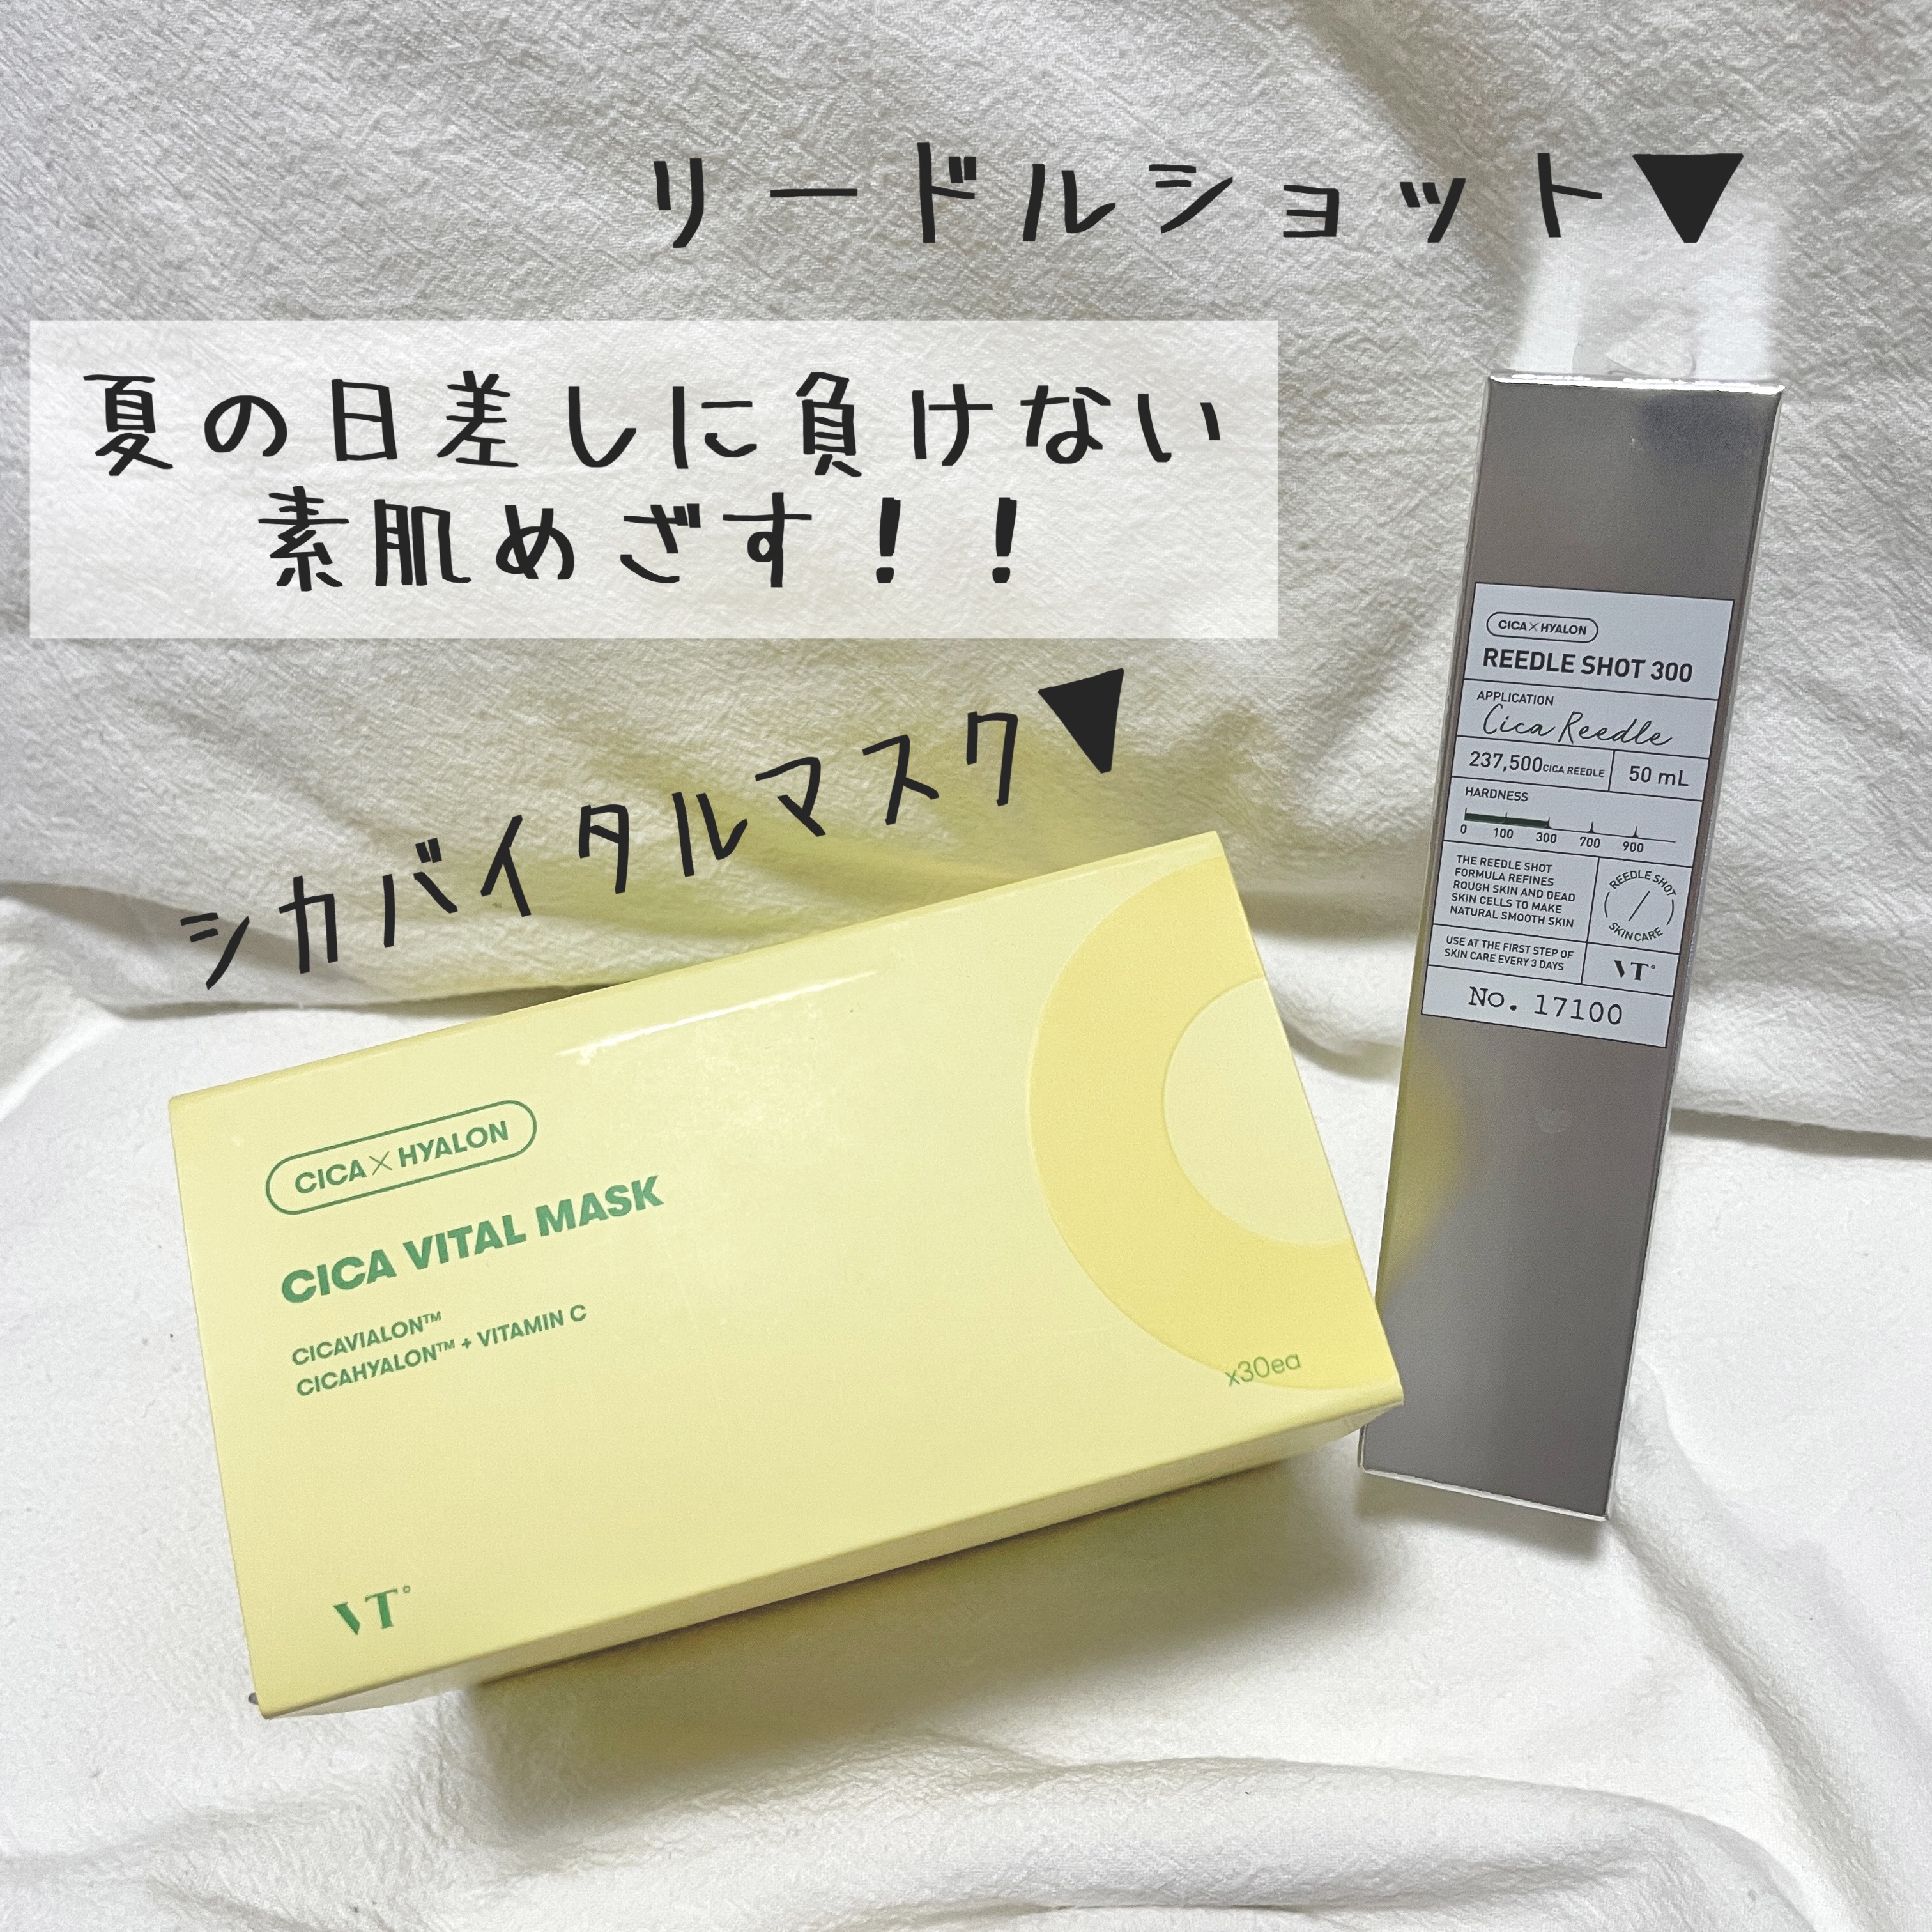 リードルショット▼
夏の日差しに負けない
素肌めざす！！
シカバイタルマスク▼
CICA×HYALON
CICA VITAL MASK
CICAVIALON™
CICAHYALON™ + VITAMIN C
x30ea
VT°
CICA×HYALON
REEDLE SHOT 300
APPLICATION
Cica Reedle
237,500CICA REEDLE
50 mL
HARDNESS
0 100 300 700 900
THE REEDLE SHOT
FORMULA REFINES
ROUGH SKIN AND DEAD
SKIN CELLS TO MAKE
NATURAL SMOOTH SKIN
REEDLE SHOT
SKINCARE
USE AT THE FIRST STEP OF
SKIN CARE EVERY 3 DAYS
VT°
No. 17100